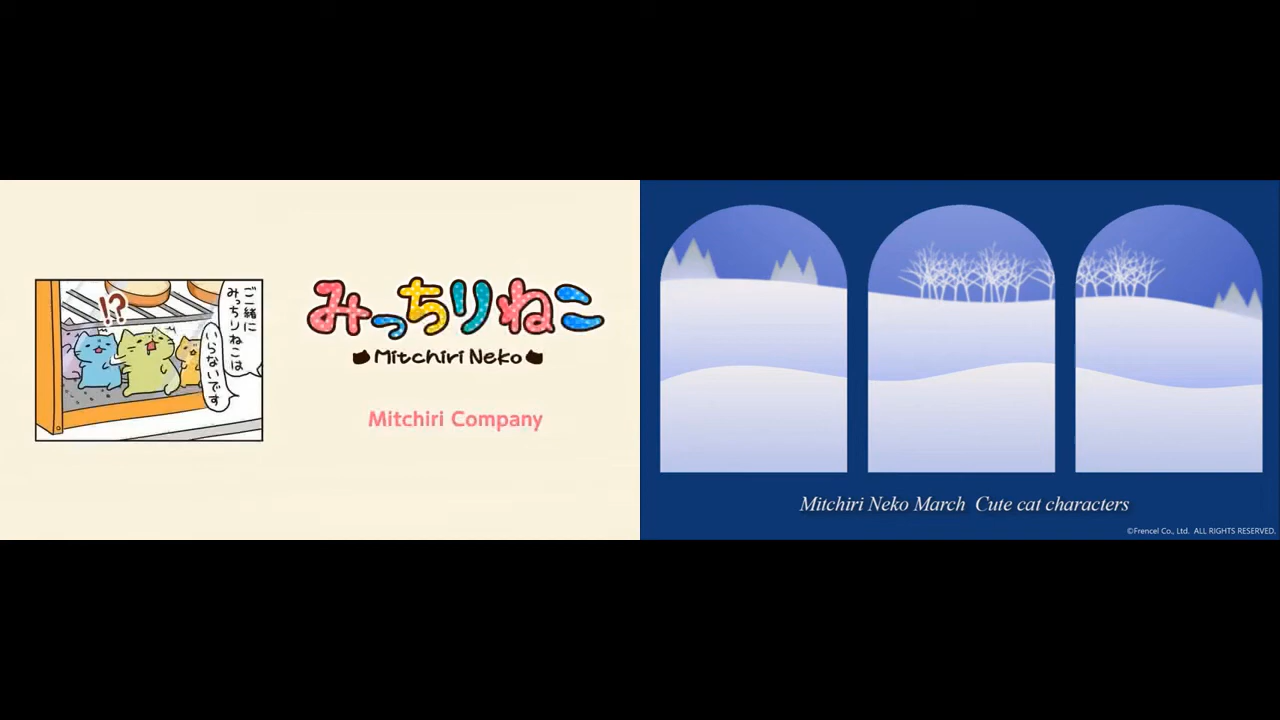 !?
ご一緒に
みっちりねこは
いらないです
みっちりねこ
Mitchiri Neko
Mitchiri Company
Mitchiri Neko March  Cute cat characters
©Frencel Co., Ltd.  ALL RIGHTS RESERVED.